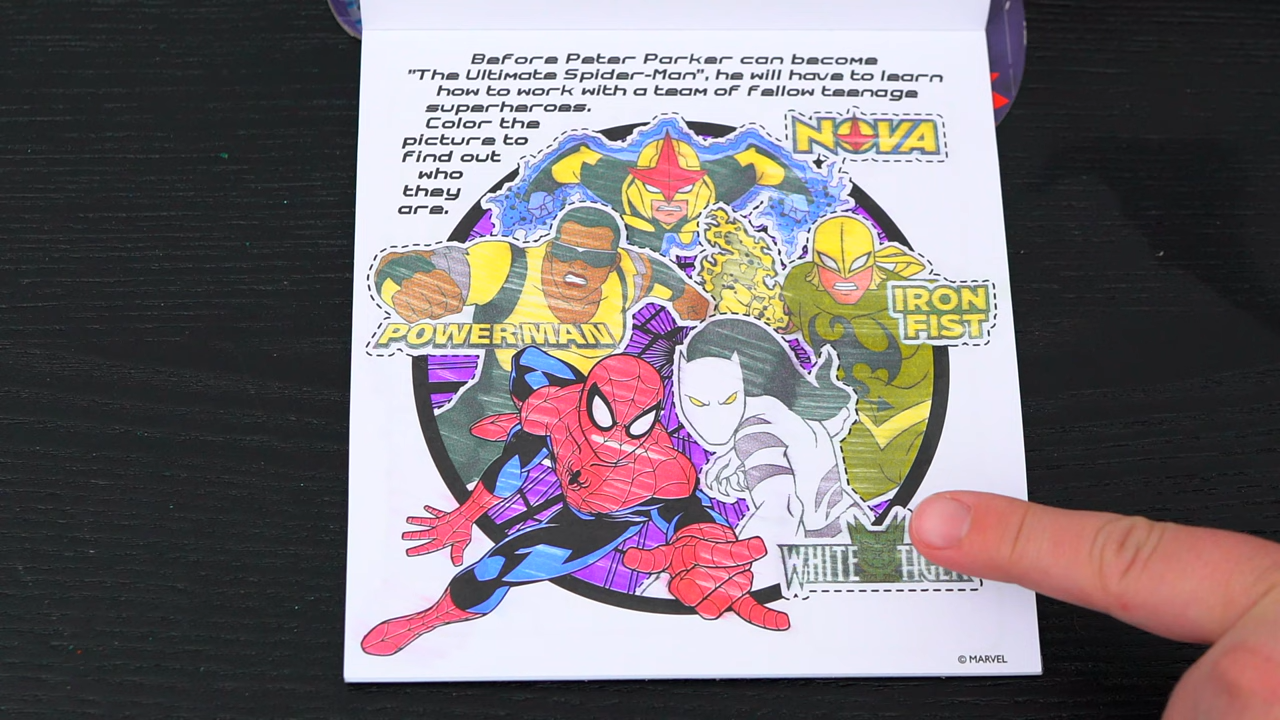 Before Peter Parker can become
"The Ultimate Spider-Man", he will have to learn
how to work with a team of fellow teenage
superheroes.
Color the
picture to
find out
who
they
are.
NOVA
POWERMAN
IRON
FIST
WHITE TIGER
© MARVEL